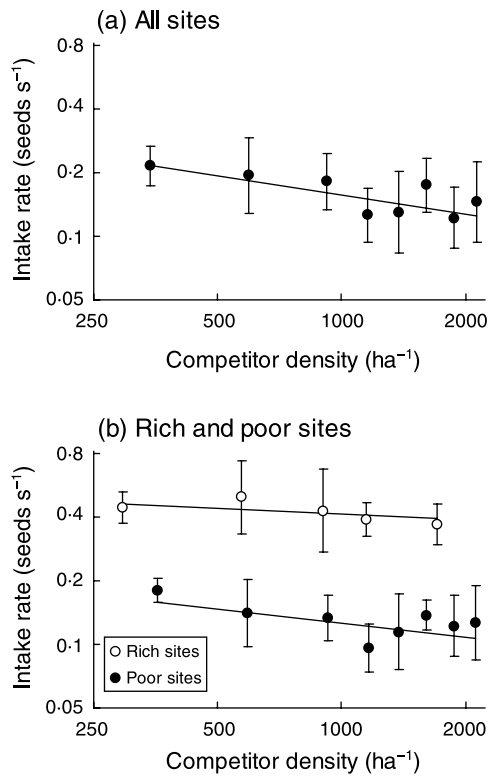 (a) All sites
Intake rate (seeds s⁻¹)
0·8
0·4
0·2
0·1
0·05
250 500 1000 2000
Competitor density (ha⁻¹)
(b) Rich and poor sites
Intake rate (seeds s⁻¹)
0·8
0·4
0·2
0·1
0·05
Rich sites
Poor sites
250 500 1000 2000
Competitor density (ha⁻¹)